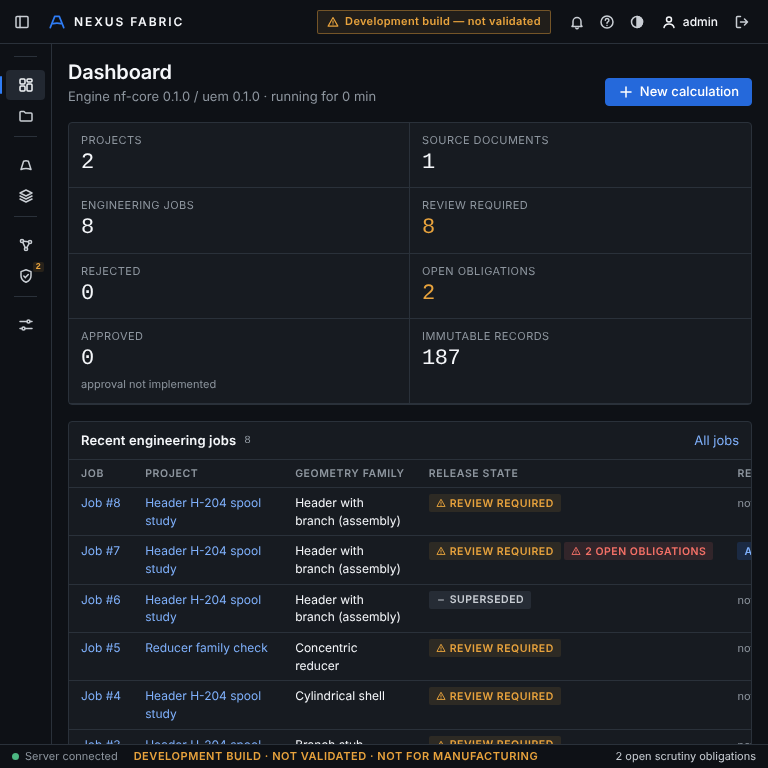 NEXUS FABRIC
Development build — not validated
admin
Dashboard
Engine nf-core 0.1.0 / uem 0.1.0 · running for 0 min
New calculation
PROJECTS
2
SOURCE DOCUMENTS
1
ENGINEERING JOBS
8
REVIEW REQUIRED
8
REJECTED
0
OPEN OBLIGATIONS
2
APPROVED
0
approval not implemented
IMMUTABLE RECORDS
187
2
Recent engineering jobs 8
All jobs
JOB PROJECT GEOMETRY FAMILY RELEASE STATE RE
Job #8 Header H-204 spool Header with REVIEW REQUIRED no
study branch (assembly)
Job #7 Header H-204 spool Header with REVIEW REQUIRED 2 OPEN OBLIGATIONS A
study branch (assembly)
Job #6 Header H-204 spool Header with – SUPERSEDED no
study branch (assembly)
Job #5 Reducer family check Concentric REVIEW REQUIRED no
reducer
Job #4 Header H-204 spool Cylindrical shell REVIEW REQUIRED no
study
Server connected DEVELOPMENT BUILD · NOT VALIDATED · NOT FOR MANUFACTURING 2 open scrutiny obligations